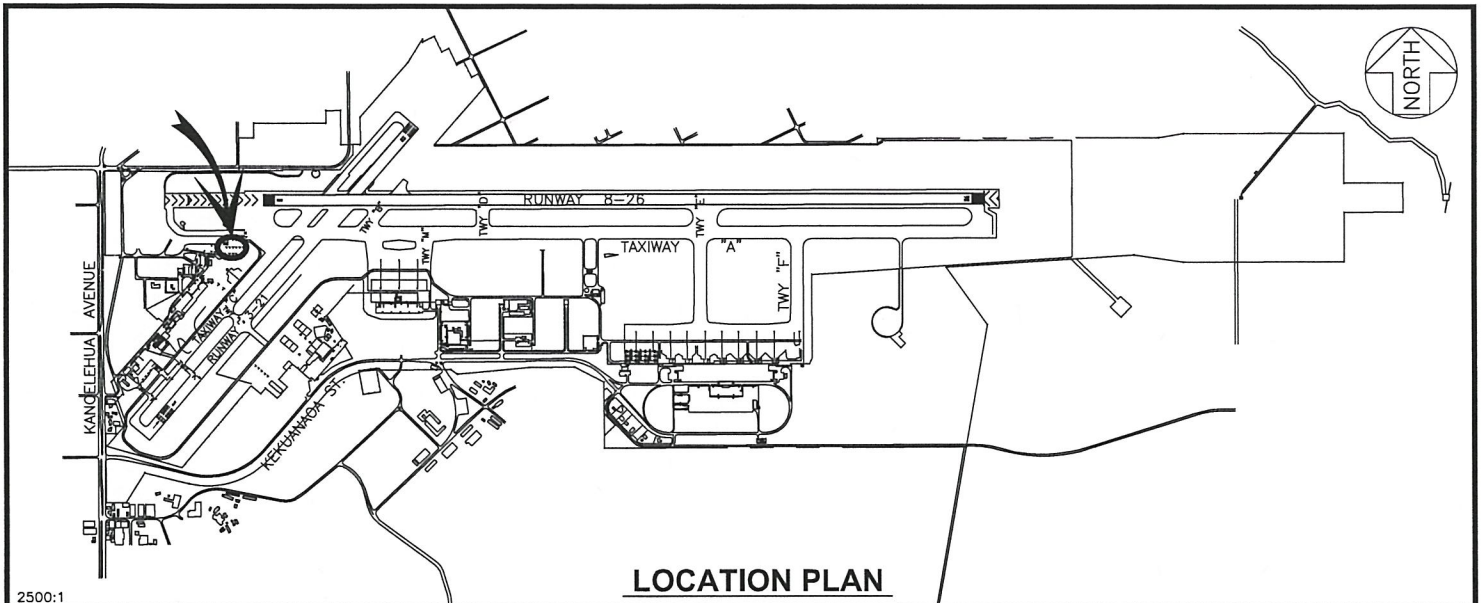 NORTH
RUNWAY 8-26
TWY "B"
TWY "D"
TWY "E"
TWY "M"
TAXIWAY "A"
TWY "F"
TAXIWAY "C"
RUNWAY 3-21
KANOELEHUA AVENUE
KEKUANAOA ST.
LOCATION PLAN
2500:1